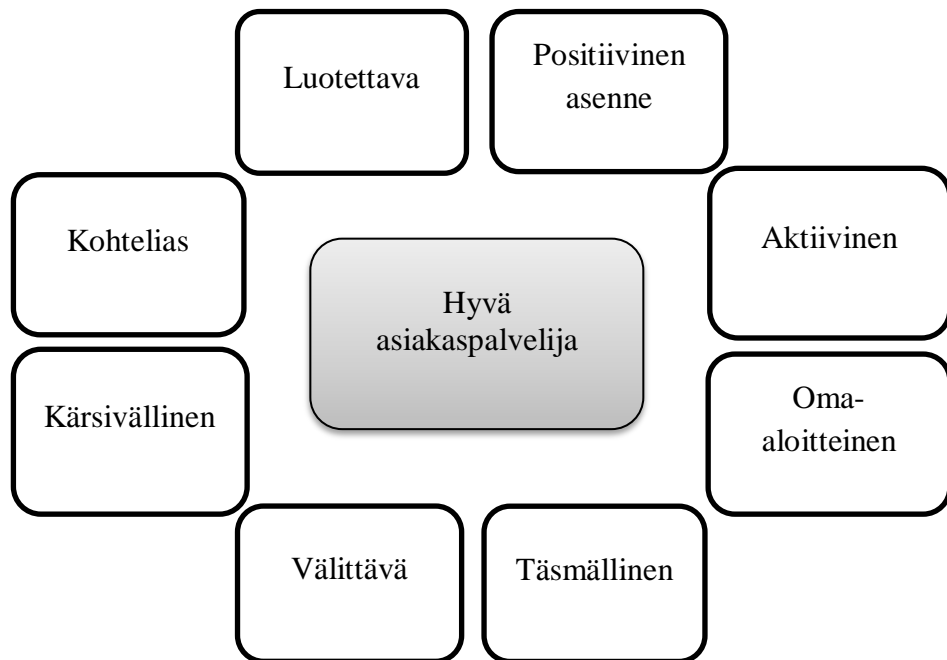 Luotettava
Positiivinen
asenne
Kohtelias
Aktiivinen
Hyvä
asiakaspalvelija
Kärsivällinen
Oma-
aloitteinen
Välittävä
Täsmällinen